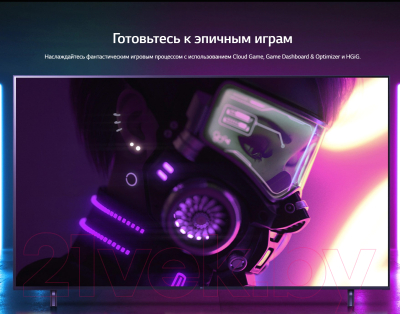 Готовьтесь к эпичным играм
Наслаждайтесь фантастическим игровым процессом с использованием Cloud Game, Game Dashboard & Optimizer и HGiG.
21vek.by